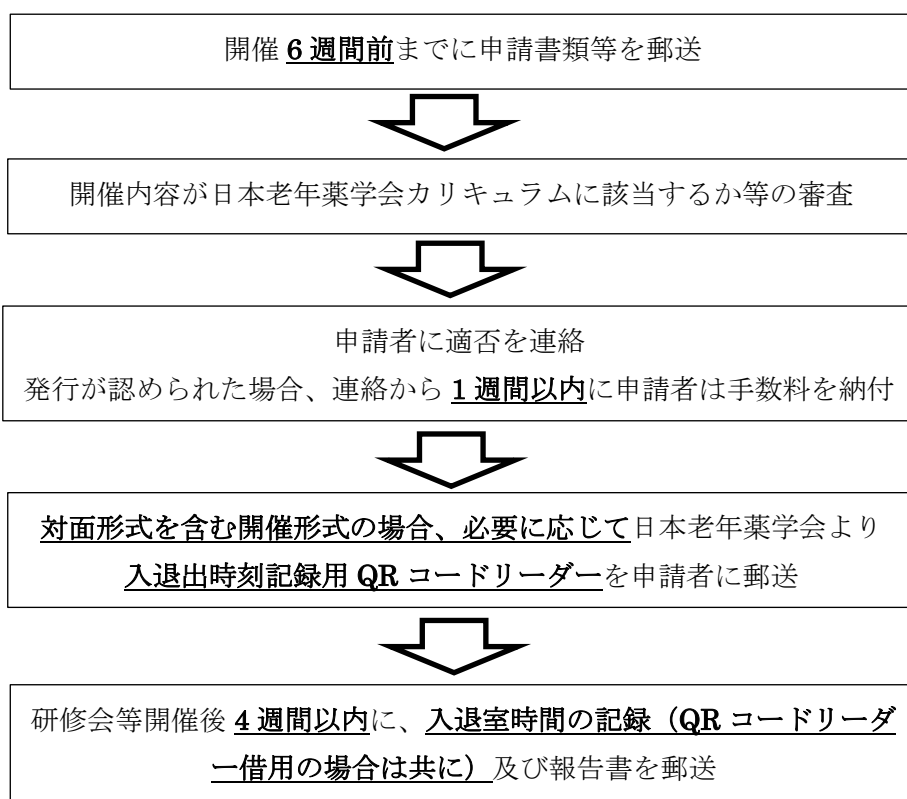 開催 6 週間前までに申請書類等を郵送
開催内容が日本老年薬学会カリキュラムに該当するか等の審査
申請者に適否を連絡
発行が認められた場合、連絡から 1 週間以内に申請者は手数料を納付
対面形式を含む開催形式の場合、必要に応じて日本老年薬学会より
入退出時刻記録用 QR コードリーダーを申請者に郵送
研修会等開催後 4 週間以内に、入退室時間の記録（QR コードリーダ
ー借用の場合は共に）及び報告書を郵送